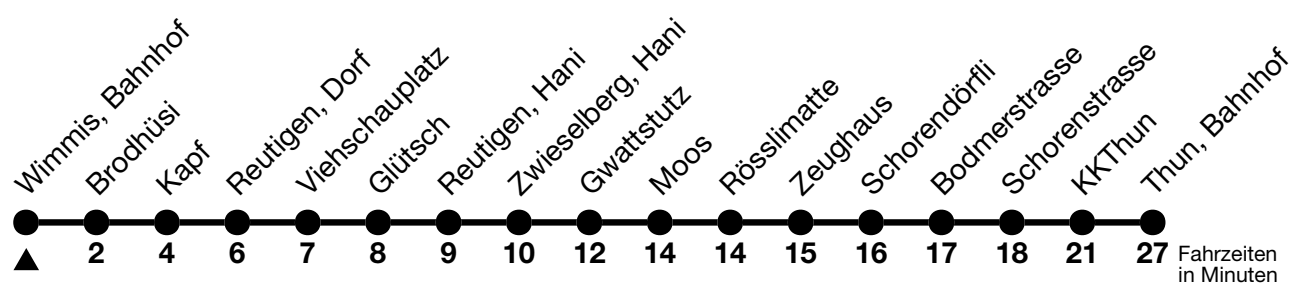 Wimmis, Bahnhof
Brodhüsi
Kapf
Reutigen, Dorf
Viehschauplatz
Glütsch
Reutigen, Hani
Zwieselberg, Hani
Gwattstutz
Moos
Rösslimatte
Zeughaus
Schorendörfli
Bodmerstrasse
Schorenstrasse
KKThun
Thun, Bahnhof
2 4 6 7 8 9 10 12 14 14 15 16 17 18 21 27
Fahrzeiten
in Minuten